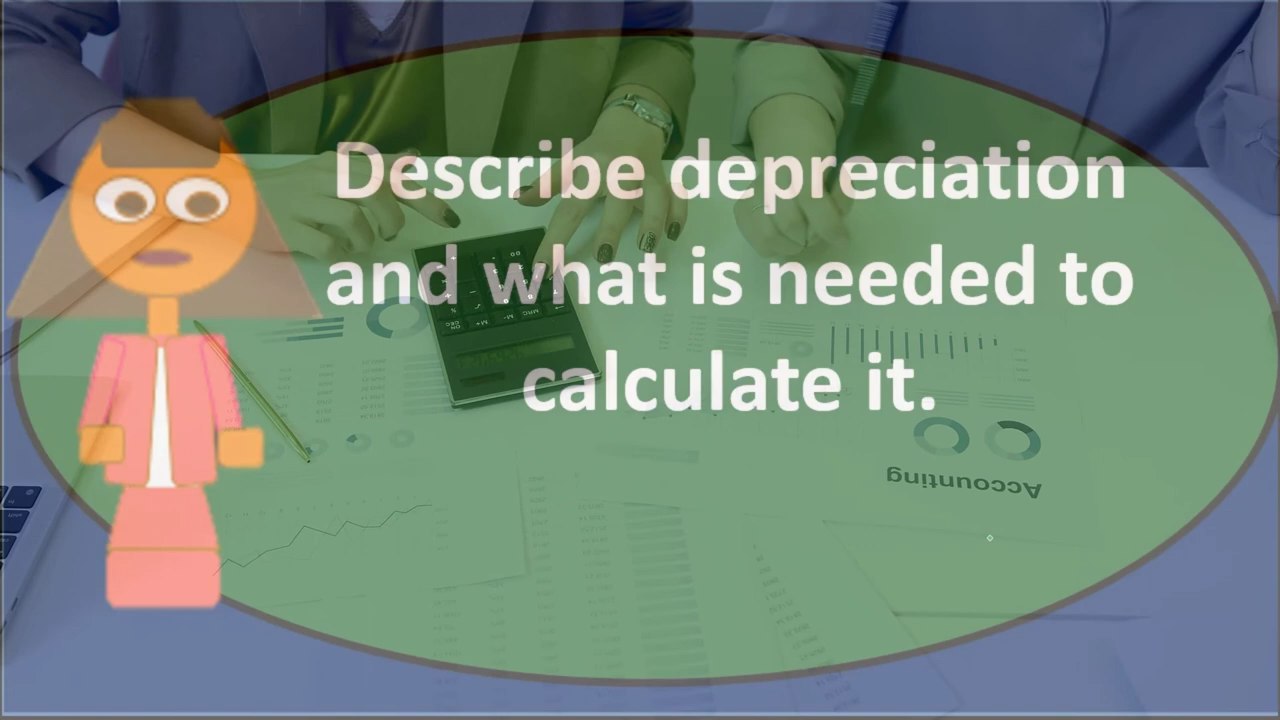 Describe depreciation
and what is needed to
calculate it.
Accounting